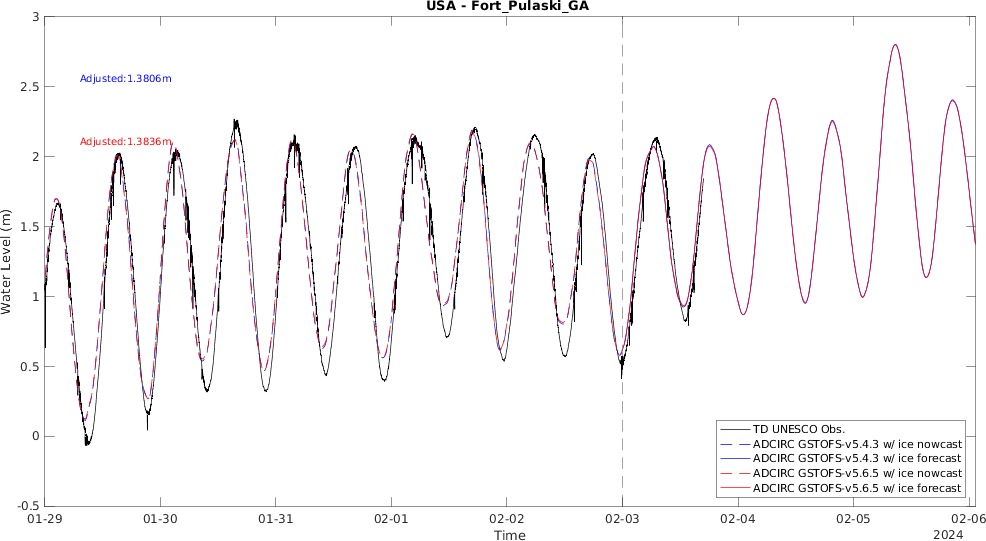 USA - Fort_Pulaski_GA
3
2.5
2
1.5
1
0.5
0
-0.5
Water Level (m)
Adjusted:1.3806m
Adjusted:1.3836m
TD UNESCO Obs.
ADCIRC GSTOFS-v5.4.3 w/ ice nowcast
ADCIRC GSTOFS-v5.4.3 w/ ice forecast
ADCIRC GSTOFS-v5.6.5 w/ ice nowcast
ADCIRC GSTOFS-v5.6.5 w/ ice forecast
01-29 01-30 01-31 02-01 02-02 02-03 02-04 02-05 02-06
Time
2024